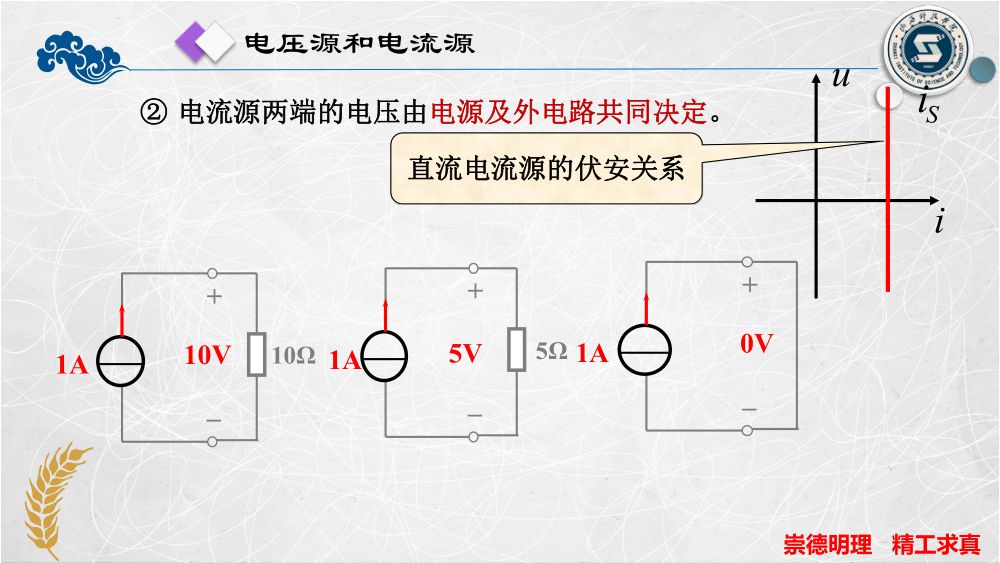 电压源和电流源
② 电流源两端的电压由电源及外电路共同决定。
直流电流源的伏安关系
u
iS
i
1A
+
10V
10Ω
−
1A
+
5V
5Ω
−
1A
+
0V
−
崇德明理 精工求真